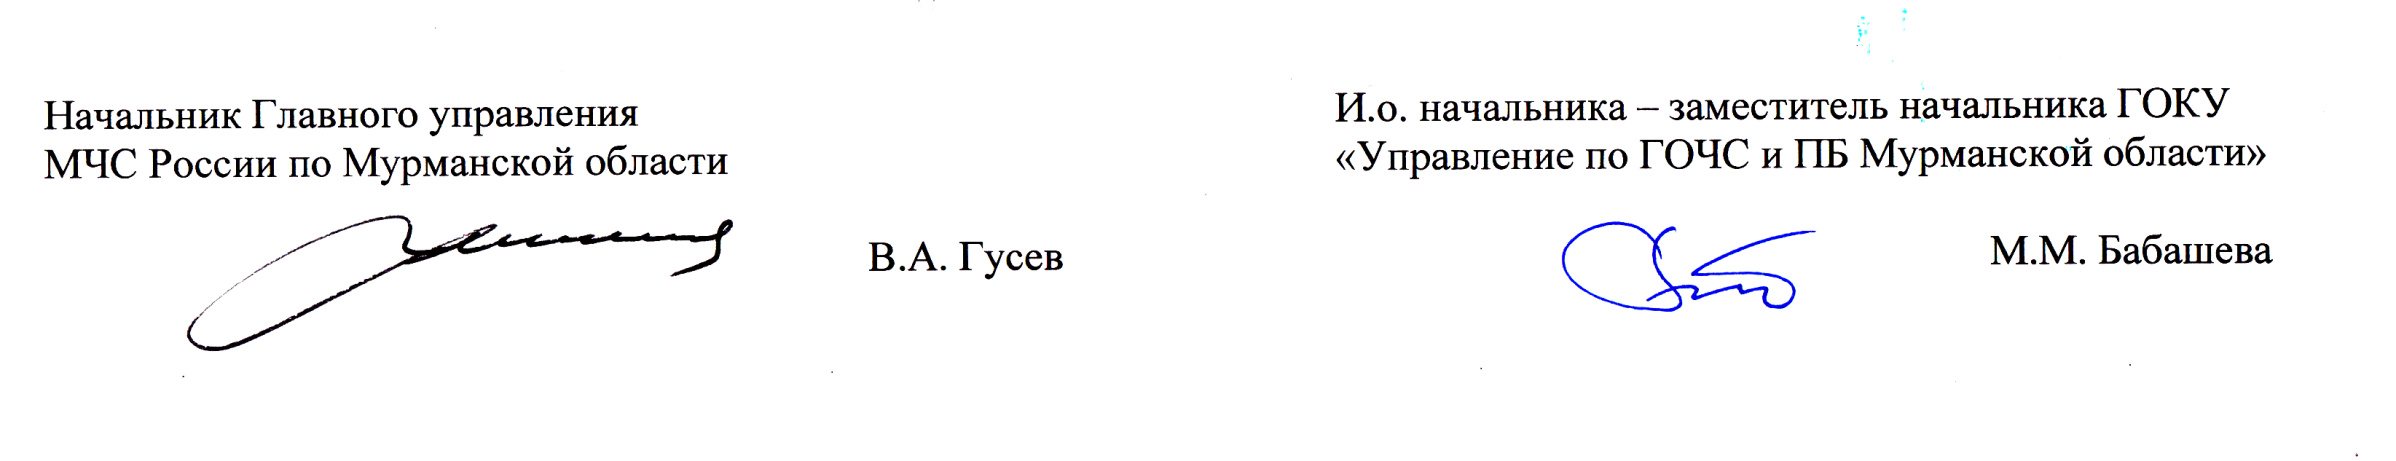 Начальник Главного управления
МЧС России по Мурманской области
В.А. Гусев
И.о. начальника – заместитель начальника ГОКУ
«Управление по ГОЧС и ПБ Мурманской области»
М.М. Бабашева